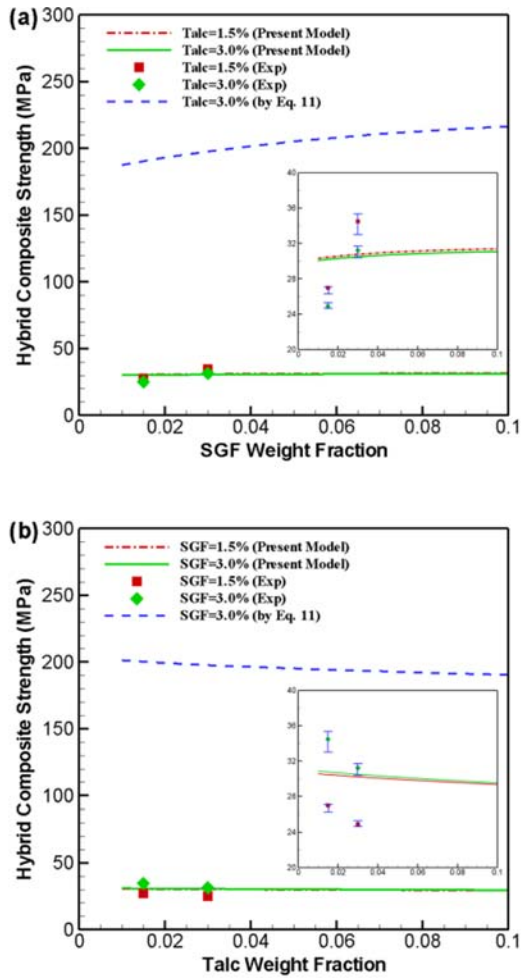 (a)
300
250
200
150
100
50
0
Hybrid Composite Strength (MPa)
Talc=1.5% (Present Model)
Talc=3.0% (Present Model)
Talc=1.5% (Exp)
Talc=3.0% (Exp)
Talc=3.0% (by Eq. 11)
40
36
32
28
24
20
0 0.02 0.04 0.06 0.08 0.1
0.02 0.04 0.06 0.08 0.1
SGF Weight Fraction
(b)
300
250
200
150
100
50
0
Hybrid Composite Strength (MPa)
SGF=1.5% (Present Model)
SGF=3.0% (Present Model)
SGF=1.5% (Exp)
SGF=3.0% (Exp)
SGF=3.0% (by Eq. 11)
40
36
32
28
24
20
0 0.02 0.04 0.06 0.08 0.1
0.02 0.04 0.06 0.08 0.1
Talc Weight Fraction